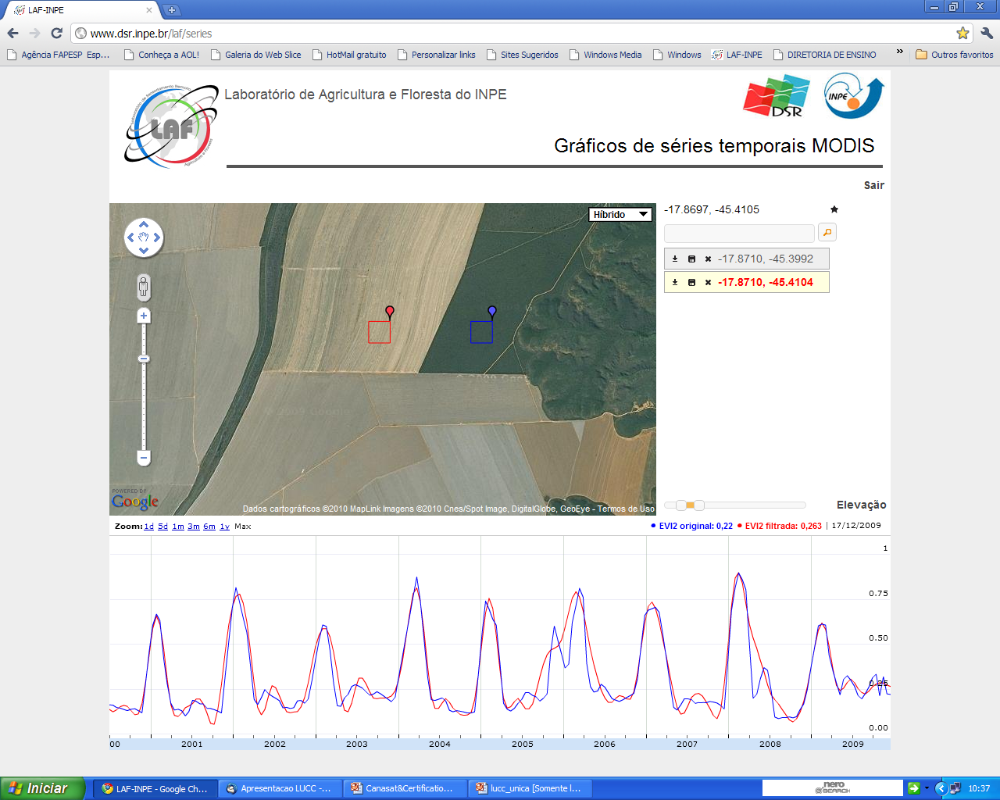 LAF-INPE
www.dsr.inpe.br/laf/series
Agência FAPESP Esp...
Conheça a AOL!
Galeria do Web Slice
HotMail gratuito
Personalizar links
Sites Sugeridos
Windows Media
Windows
LAF-INPE
DIRETORIA DE ENSINO
»
Outros favoritos
LAF
Laboratório de Agricultura e Floresta do INPE
DSR
INPE
Gráficos de séries temporais MODIS
Sair
Híbrido
-17.8697, -45.4105
-17.8710, -45.3992
-17.8710, -45.4104
POWERED BY
Google
Dados cartográficos ©2010 MapLink Imagens ©2010 Cnes/Spot Image, DigitalGlobe, GeoEye - Termos de Uso
Elevação
Zoom: 1d 5d 1m 3m 6m 1y Max
EVI2 original: 0,22 EVI2 filtrada: 0,263 | 17/12/2009
1
0.75
0.50
0.25
0.00
00 2001 2002 2003 2004 2005 2006 2007 2008 2009
Iniciar
LAF-INPE - Google Ch...
Apresentacao LUCC -...
Canasat&Certificatio...
lucc_unica [Somente l...
nero
SEARCH
10:37